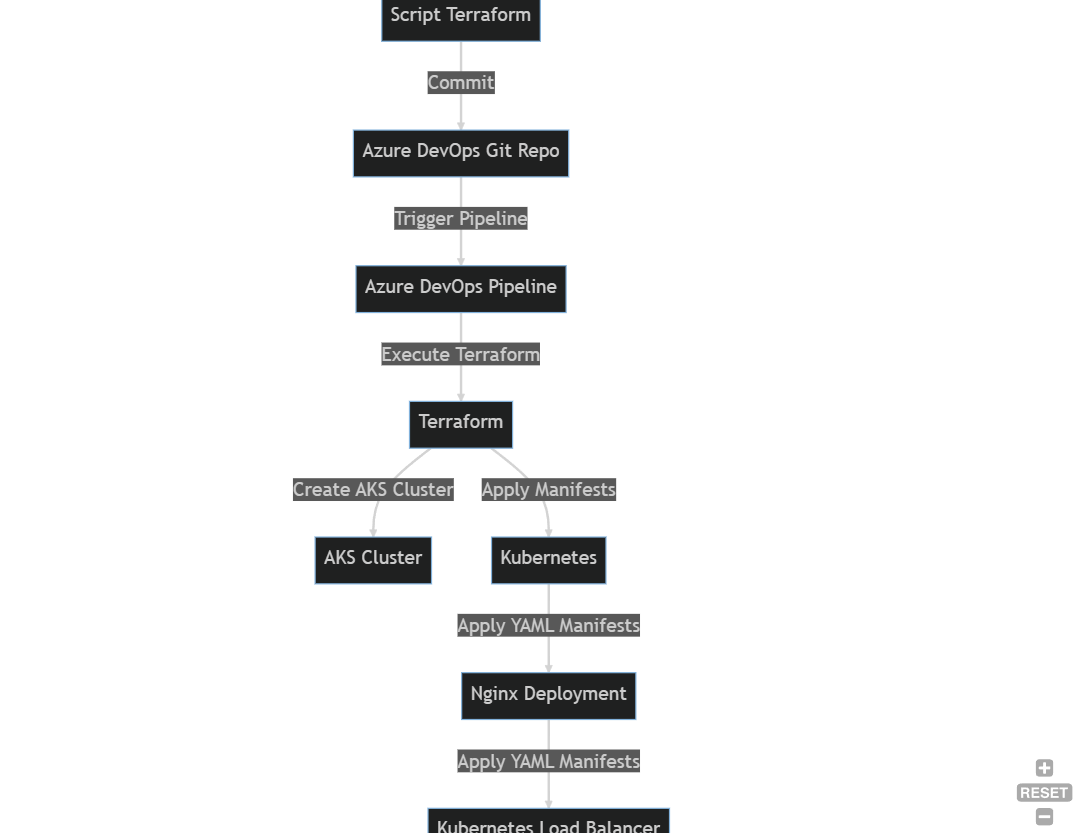 Script Terraform
Commit
Azure DevOps Git Repo
Trigger Pipeline
Azure DevOps Pipeline
Execute Terraform
Terraform
Create AKS Cluster
Apply Manifests
AKS Cluster
Kubernetes
Apply YAML Manifests
Nginx Deployment
Apply YAML Manifests
Kubernetes Load Balancer
RESET